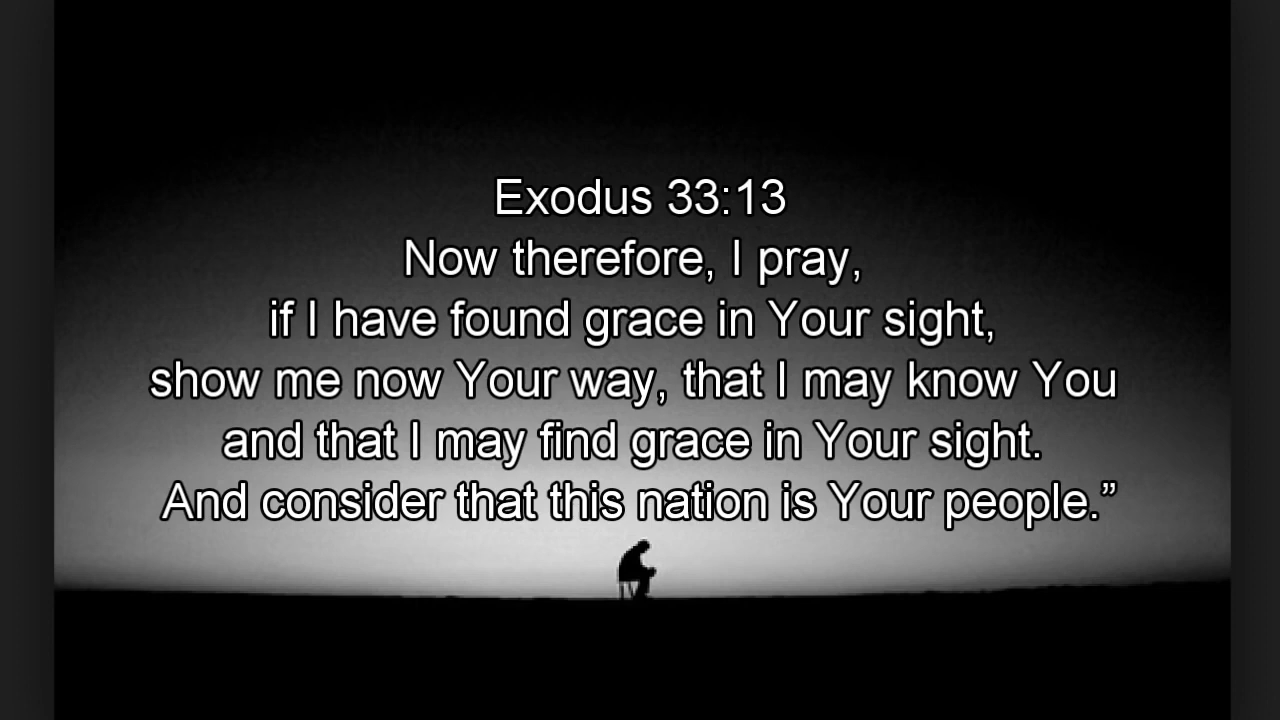 Exodus 33:13
Now therefore, I pray,
if I have found grace in Your sight,
show me now Your way, that I may know You
and that I may find grace in Your sight.
And consider that this nation is Your people.”